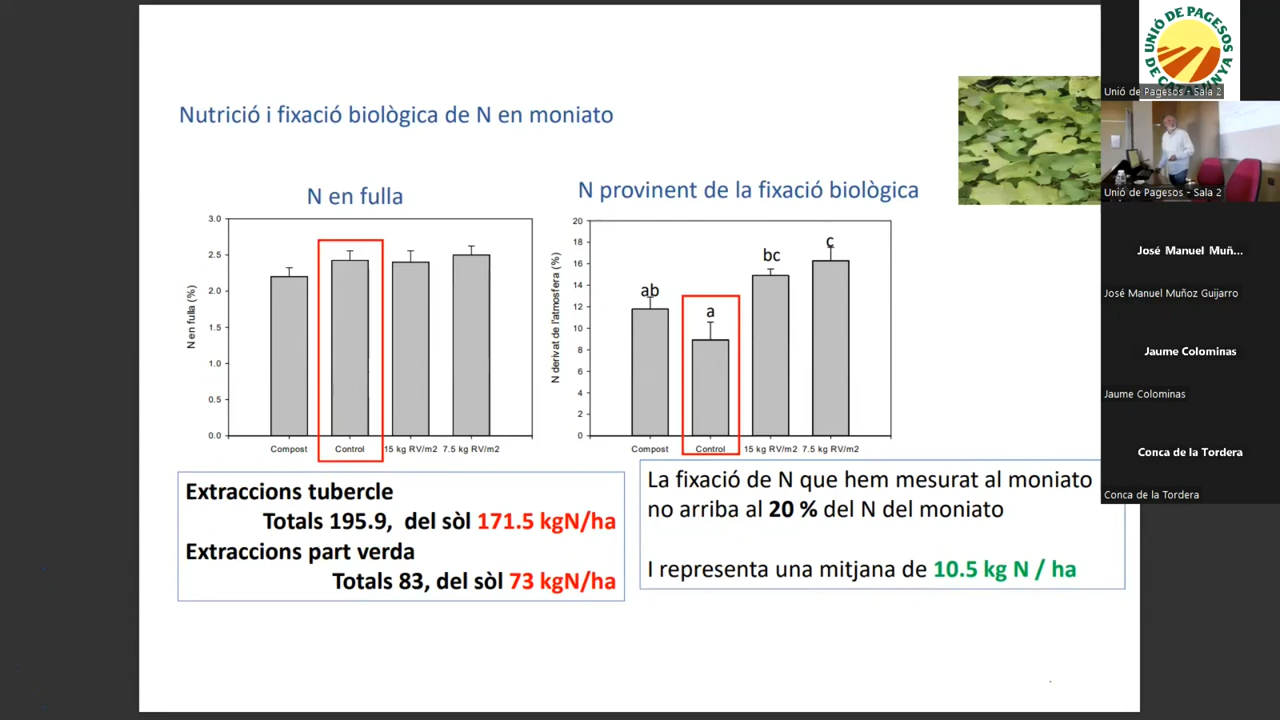 Nutrició i fixació biològica de N en moniato
N en fulla
N en fulla (%)
3.0
2.5
2.0
1.5
1.0
0.5
0.0
Compost
Control
15 kg RV/m2
7.5 kg RV/m2
N provinent de la fixació biològica
N derivat de l'atmosfera (%)
20
18
16
14
12
10
8
6
4
2
0
ab
a
bc
c
Compost
Control
15 kg RV/m2
7.5 kg RV/m2
Extraccions tubercle
Totals 195.9, del sòl 171.5 kgN/ha
Extraccions part verda
Totals 83, del sòl 73 kgN/ha
La fixació de N que hem mesurat al moniato
no arriba al 20 % del N del moniato
I representa una mitjana de 10.5 kg N / ha
UNIÓ DE PAGESOS
DE CATALUNYA
Unió de Pagesos - Sala 2
Unió de Pagesos - Sala 2
José Manuel Muñ...
José Manuel Muñoz Guijarro
Jaume Colominas
Jaume Colominas
Conca de la Tordera
Conca de la Tordera